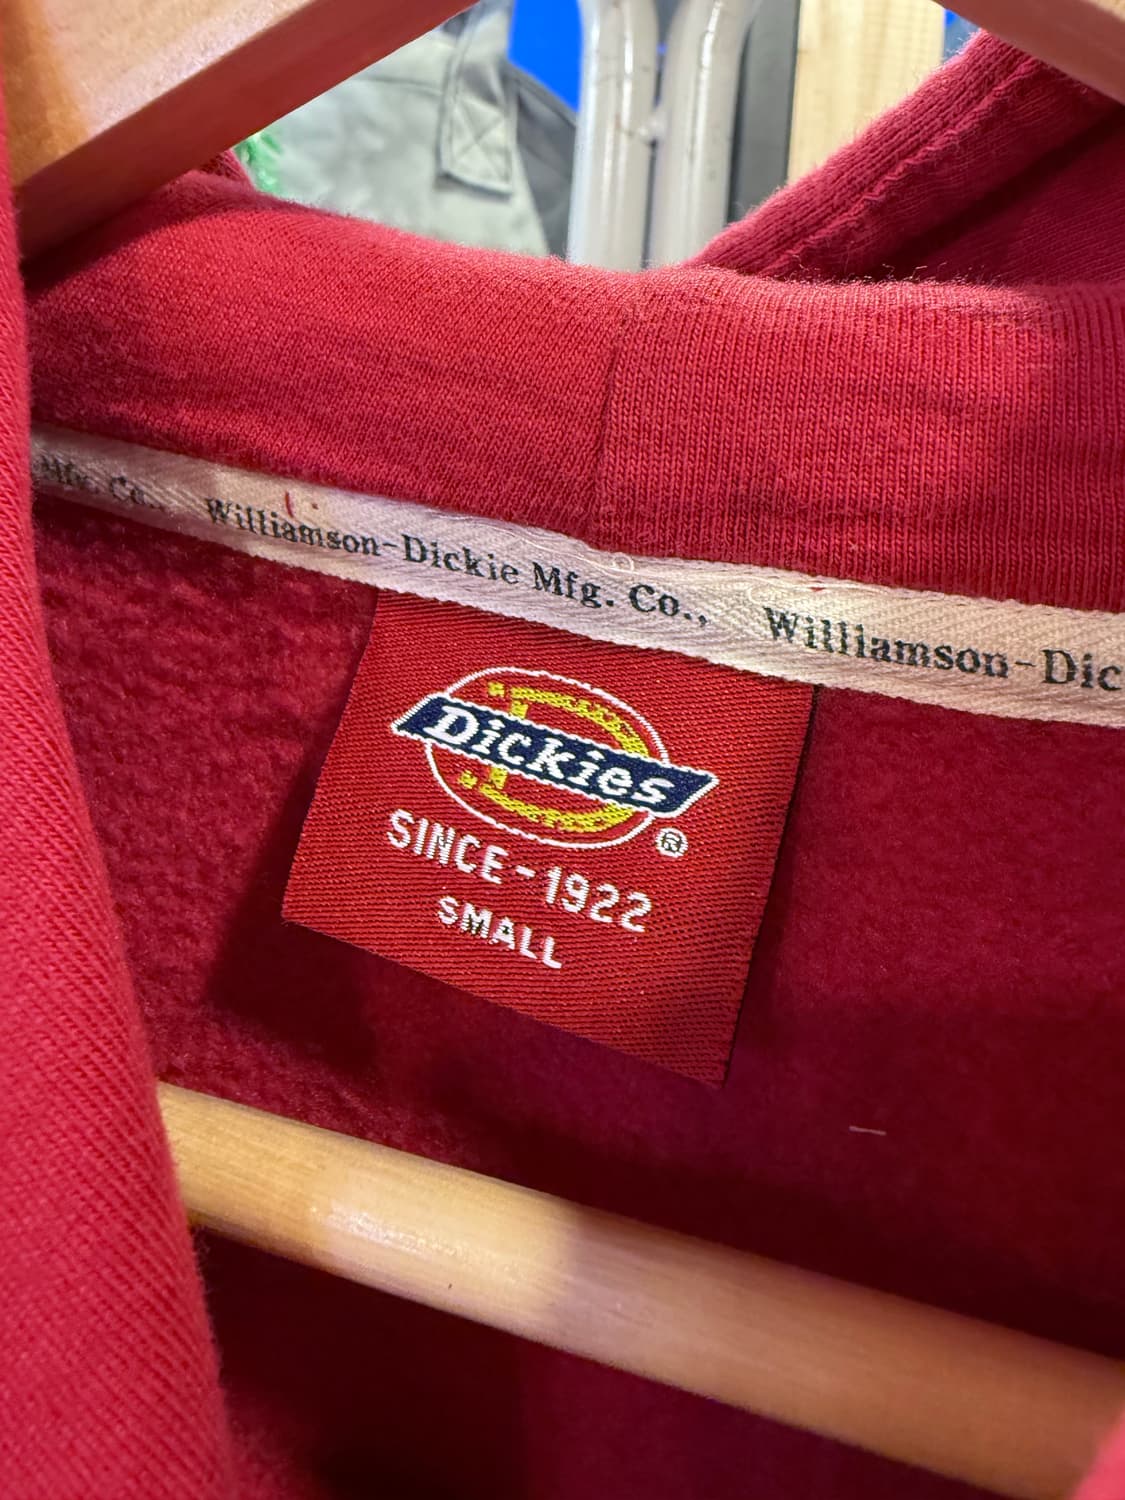 Mfg. Co., Williamson-Dickie Mfg. Co., Williamson-Dic
Dickies
D
®
SINCE-1922
SMALL